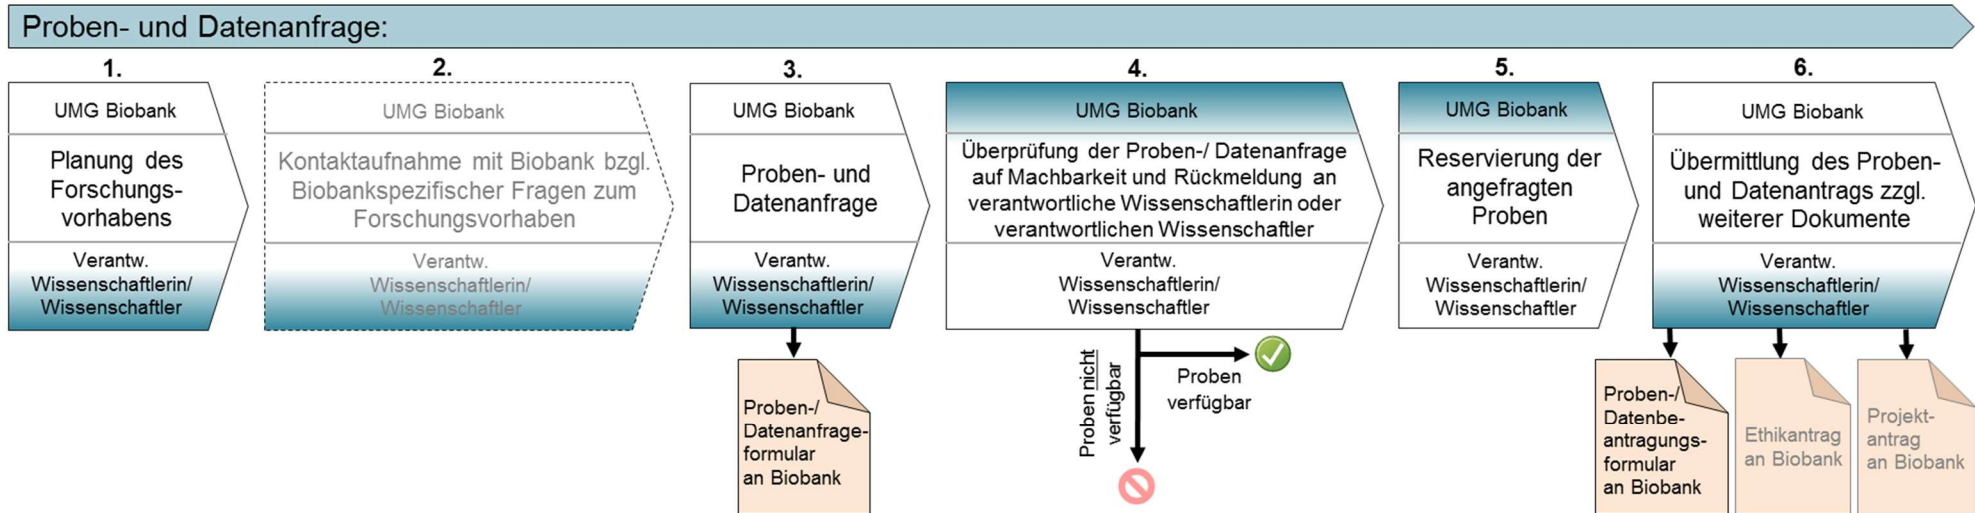 Proben- und Datenanfrage:
1.
UMG Biobank
Planung des
Forschungs-
vorhabens
Verantw.
Wissenschaftlerin/
Wissenschaftler
2.
UMG Biobank
Kontaktaufnahme mit Biobank bzgl.
Biobankspezifischer Fragen zum
Forschungsvorhaben
Verantw.
Wissenschaftlerin/
Wissenschaftler
3.
UMG Biobank
Proben- und
Datenanfrage
Verantw.
Wissenschaftlerin/
Wissenschaftler
Proben-/
Datenanfrage-
formular
an Biobank
4.
UMG Biobank
Überprüfung der Proben-/ Datenanfrage
auf Machbarkeit und Rückmeldung an
verantwortliche Wissenschaftlerin oder
verantwortlichen Wissenschaftler
Verantw.
Wissenschaftlerin/
Wissenschaftler
Proben nicht
verfügbar
Proben
verfügbar
5.
UMG Biobank
Reservierung der
angefragten
Proben
Verantw.
Wissenschaftlerin/
Wissenschaftler
6.
UMG Biobank
Übermittlung des Proben-
und Datenantrags zzgl.
weiterer Dokumente
Verantw.
Wissenschaftlerin/
Wissenschaftler
Proben-/
Datenbe-
antragungs-
formular
an Biobank
Ethikantrag
an Biobank
Projekt-
antrag
an Biobank